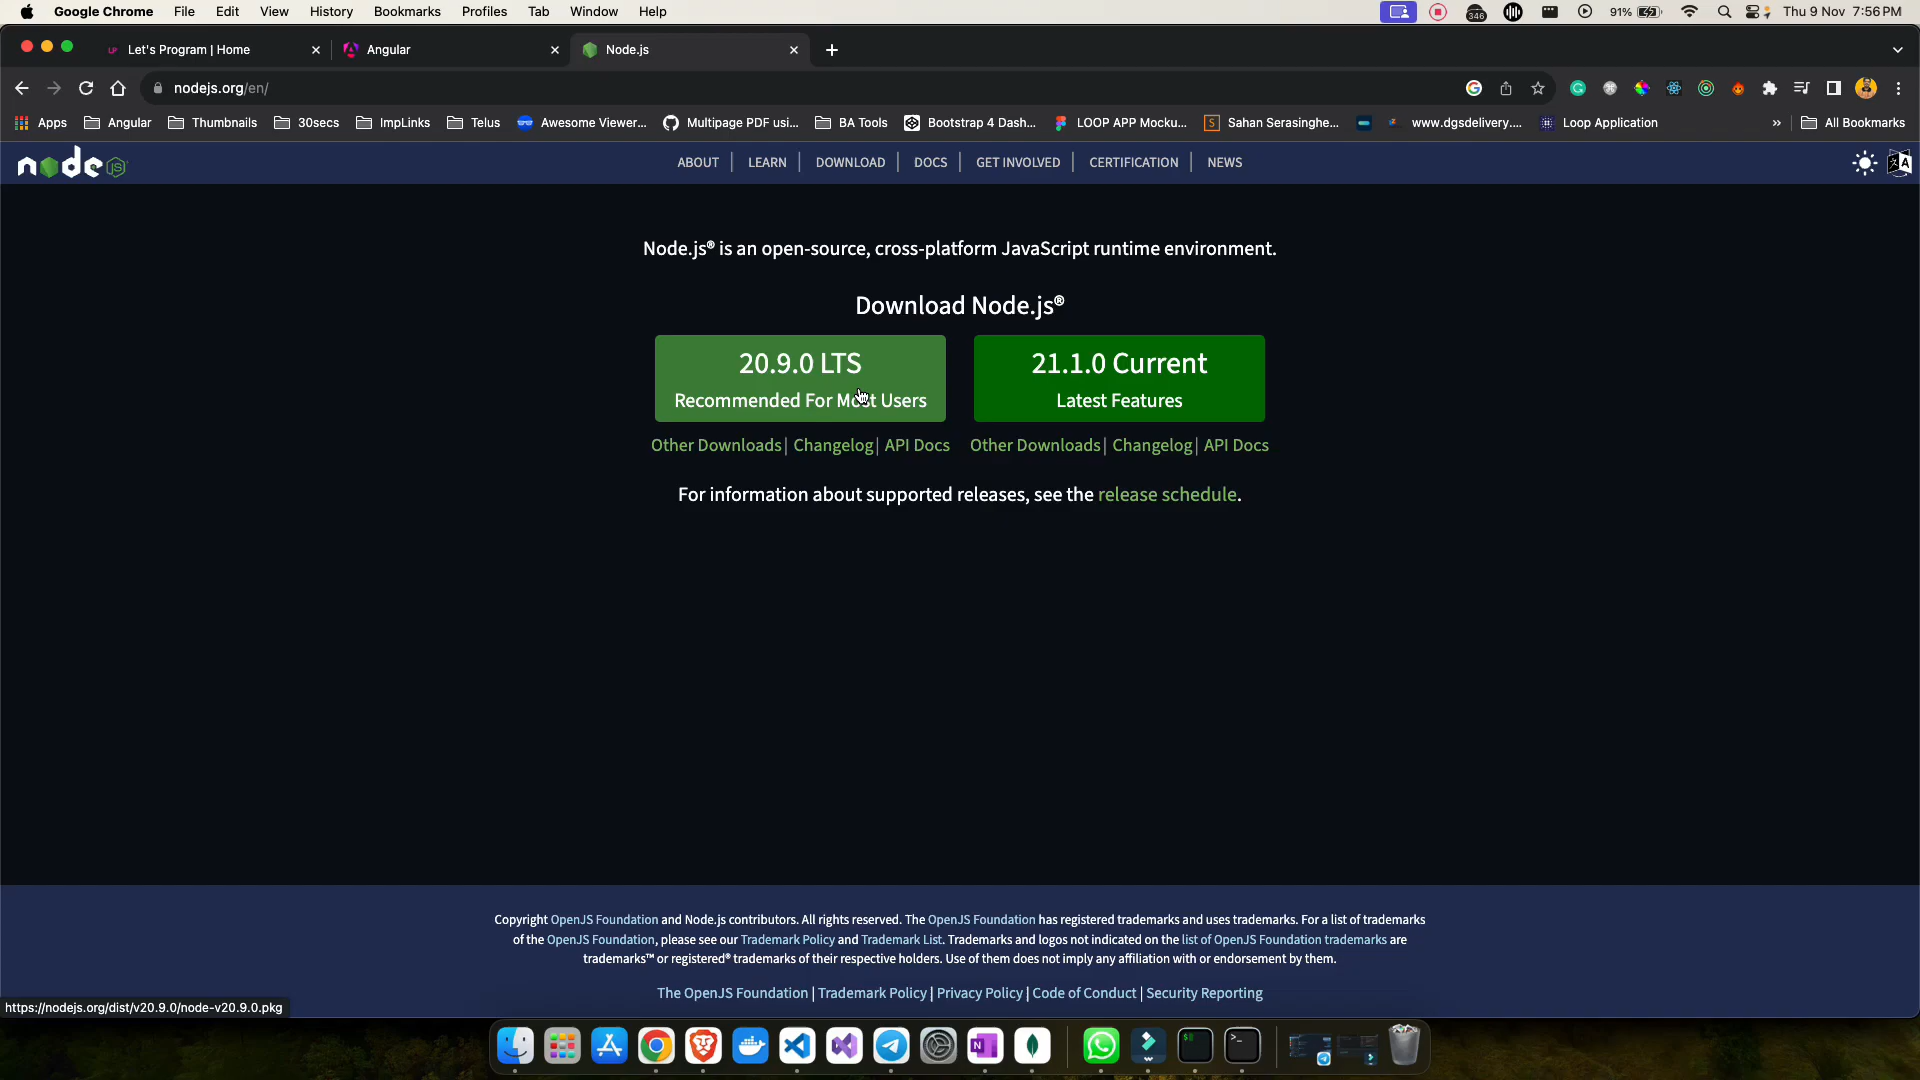 Google Chrome File Edit View History Bookmarks Profiles Tab Window Help 346 91% Thu 9 Nov 7:56 PM
Let's Program | Home Angular Node.js
nodejs.org/en/
Apps Angular Thumbnails 30secs ImpLinks Telus Awesome Viewer... Multipage PDF usi... BA Tools Bootstrap 4 Dash... LOOP APP Mocku... Sahan Serasinghe... www.dgsdelivery.... Loop Application » All Bookmarks
node JS ABOUT | LEARN | DOWNLOAD | DOCS | GET INVOLVED | CERTIFICATION | NEWS
Node.js® is an open-source, cross-platform JavaScript runtime environment.
Download Node.js®
20.9.0 LTS 21.1.0 Current
Recommended For Most Users Latest Features
Other Downloads | Changelog | API Docs Other Downloads | Changelog | API Docs
For information about supported releases, see the release schedule.
Copyright OpenJS Foundation and Node.js contributors. All rights reserved. The OpenJS Foundation has registered trademarks and uses trademarks. For a list of trademarks
of the OpenJS Foundation, please see our Trademark Policy and Trademark List. Trademarks and logos not indicated on the list of OpenJS Foundation trademarks are
trademarks™ or registered® trademarks of their respective holders. Use of them does not imply any affiliation with or endorsement by them.
The OpenJS Foundation | Trademark Policy | Privacy Policy | Code of Conduct | Security Reporting
https://nodejs.org/dist/v20.9.0/node-v20.9.0.pkg